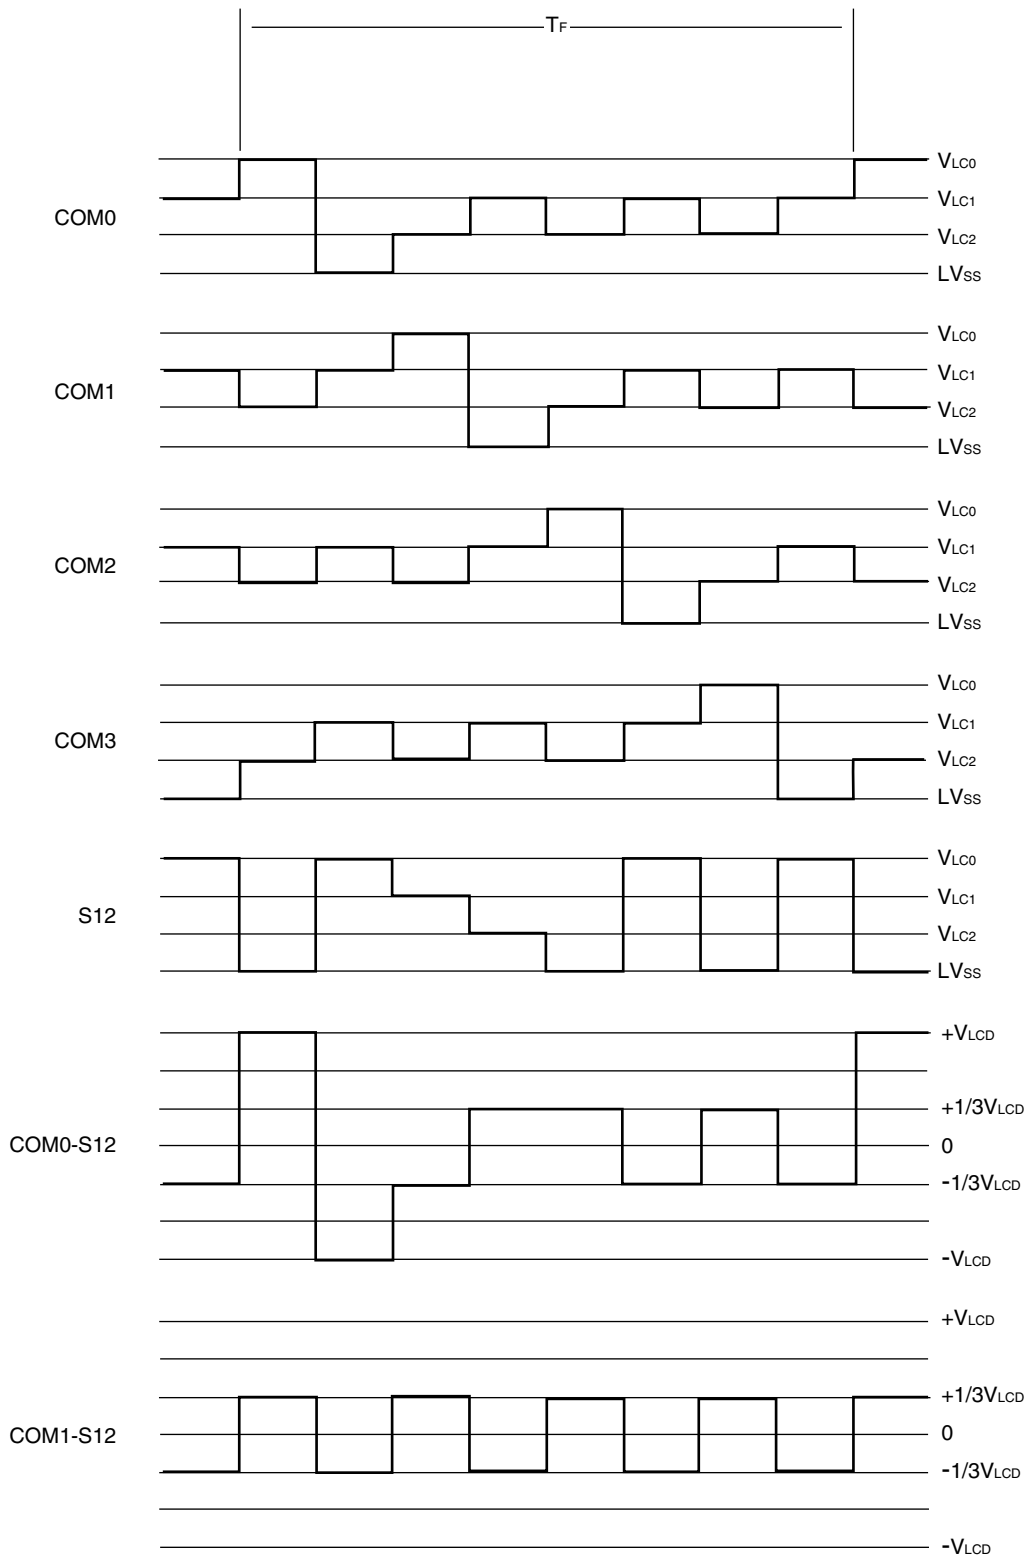 TF
COM0
VLC0
VLC1
VLC2
LVSS
COM1
VLC0
VLC1
VLC2
LVSS
COM2
VLC0
VLC1
VLC2
LVSS
COM3
VLC0
VLC1
VLC2
LVSS
S12
VLC0
VLC1
VLC2
LVSS
COM0-S12
+VLCD
+1/3VLCD
0
-1/3VLCD
-VLCD
COM1-S12
+VLCD
+1/3VLCD
0
-1/3VLCD
-VLCD